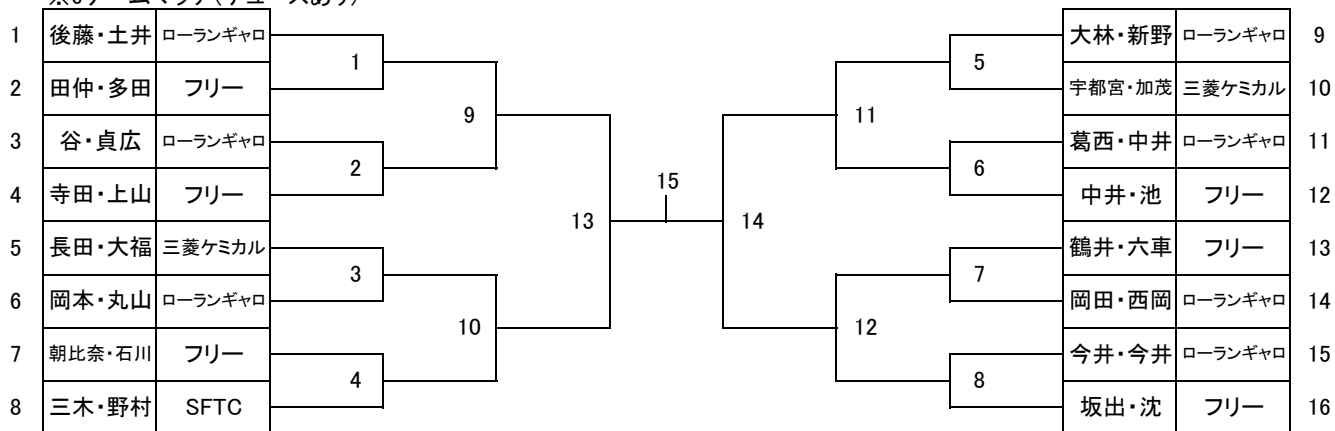 1 後藤・土井 ローランギャロ
2 田仲・多田 フリー
3 谷・貞広 ローランギャロ
4 寺田・上山 フリー
5 長田・大福 三菱ケミカル
6 岡本・丸山 ローランギャロ
7 朝比奈・石川 フリー
8 三木・野村 SFTC
1
2
3
4
9
10
13
15
14
11
12
5
6
7
8
大林・新野 ローランギャロ 9
宇都宮・加茂 三菱ケミカル 10
葛西・中井 ローランギャロ 11
中井・池 フリー 12
鶴井・六車 フリー 13
岡田・西岡 ローランギャロ 14
今井・今井 ローランギャロ 15
坂出・沈 フリー 16